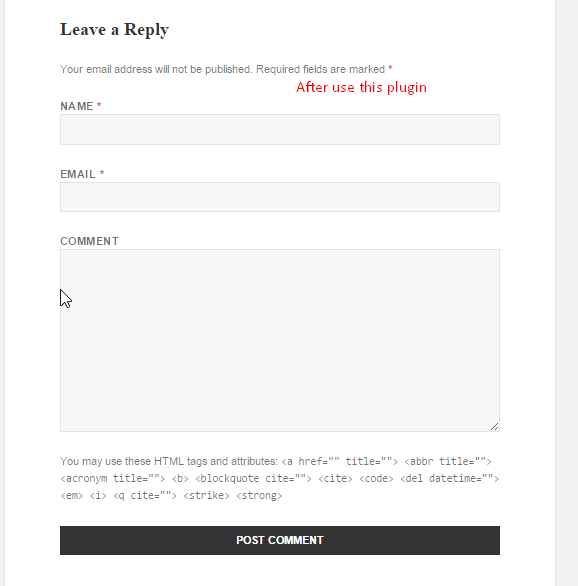 Leave a Reply
Your email address will not be published. Required fields are marked *
After use this plugin
NAME *
EMAIL *
COMMENT
You may use these HTML tags and attributes: <a href="" title=""> <abbr title="">
<acronym title=""> <b> <blockquote cite=""> <cite> <code> <del datetime="">
<em> <i> <q cite=""> <strike> <strong>
POST COMMENT